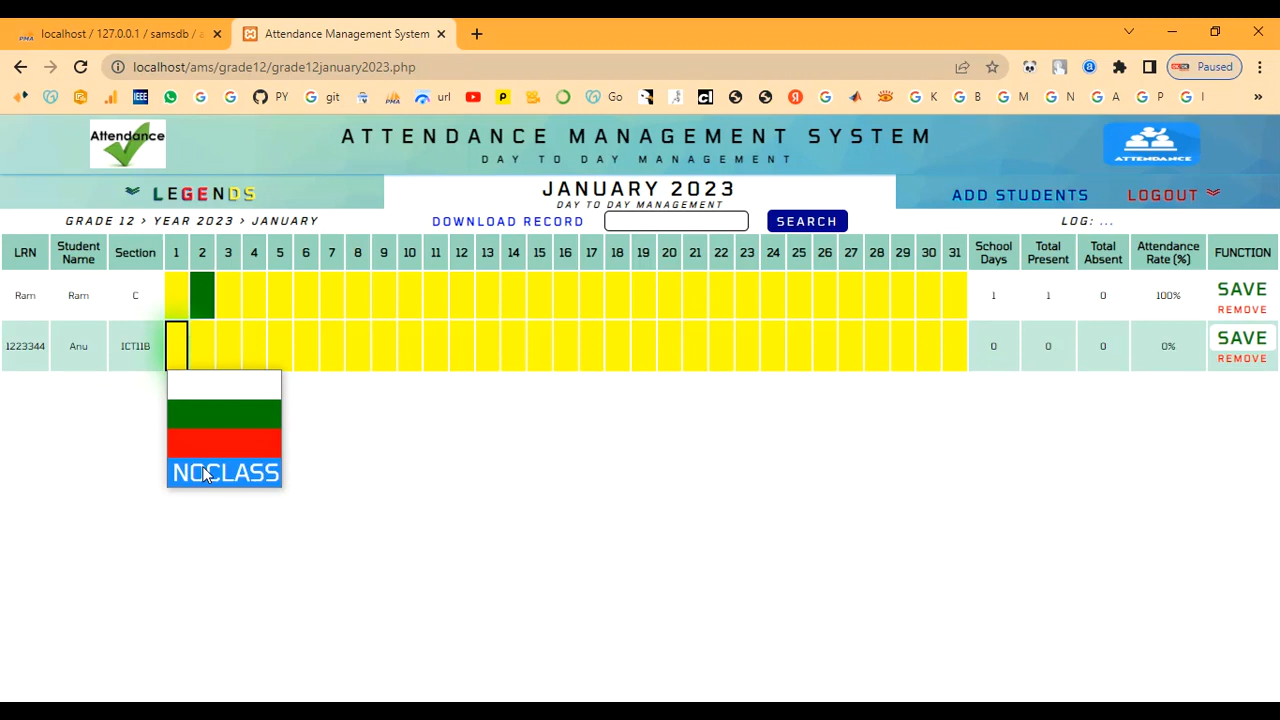 localhost / 127.0.0.1 / samsdb / a
Attendance Management System
localhost/ams/grade12/grade12january2023.php
Paused
IEEE
PY
git
url
Go
K
B
M
N
A
P
I
»
Attendance
ATTENDANCE MANAGEMENT SYSTEM
DAY TO DAY MANAGEMENT
ATTENDANCE
LEGENDS
JANUARY 2023
DAY TO DAY MANAGEMENT
ADD STUDENTS
LOGOUT
GRADE 12 > YEAR 2023 > JANUARY
DOWNLOAD RECORD
SEARCH
LOG: ...
LRN Student Name Section 1 2 3 4 5 6 7 8 9 10 11 12 13 14 15 16 17 18 19 20 21 22 23 24 25 26 27 28 29 30 31 School Days Total Present Total Absent Attendance Rate (%) FUNCTION
Ram Ram C 1 1 0 100% SAVE
REMOVE
1223344 Anu ICT11B 0 0 0 0% SAVE
REMOVE
NOCLASS